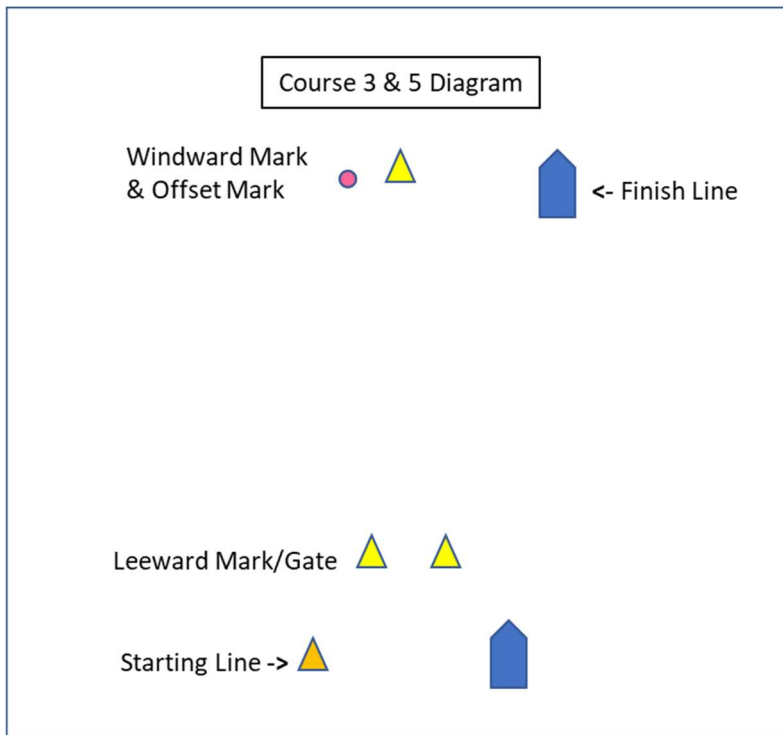 Course 3 & 5 Diagram
Windward Mark
& Offset Mark
<- Finish Line
Leeward Mark/Gate
Starting Line ->